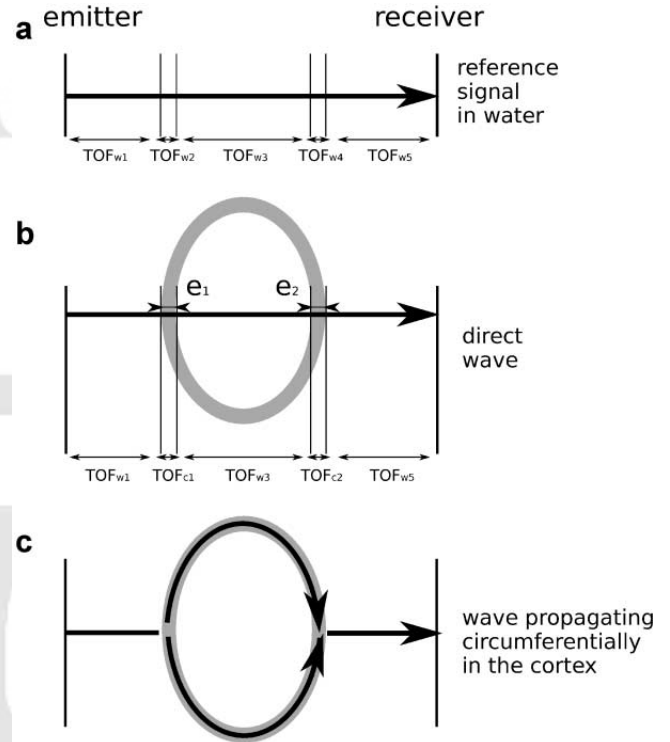 emitter receiver
a
reference
signal
in water
TOFw1 TOFw2 TOFw3 TOFw4 TOFw5
b
e1 e2
direct
wave
TOFw1 TOFc1 TOFw3 TOFc2 TOFw5
c
wave propagating
circumferentially
in the cortex